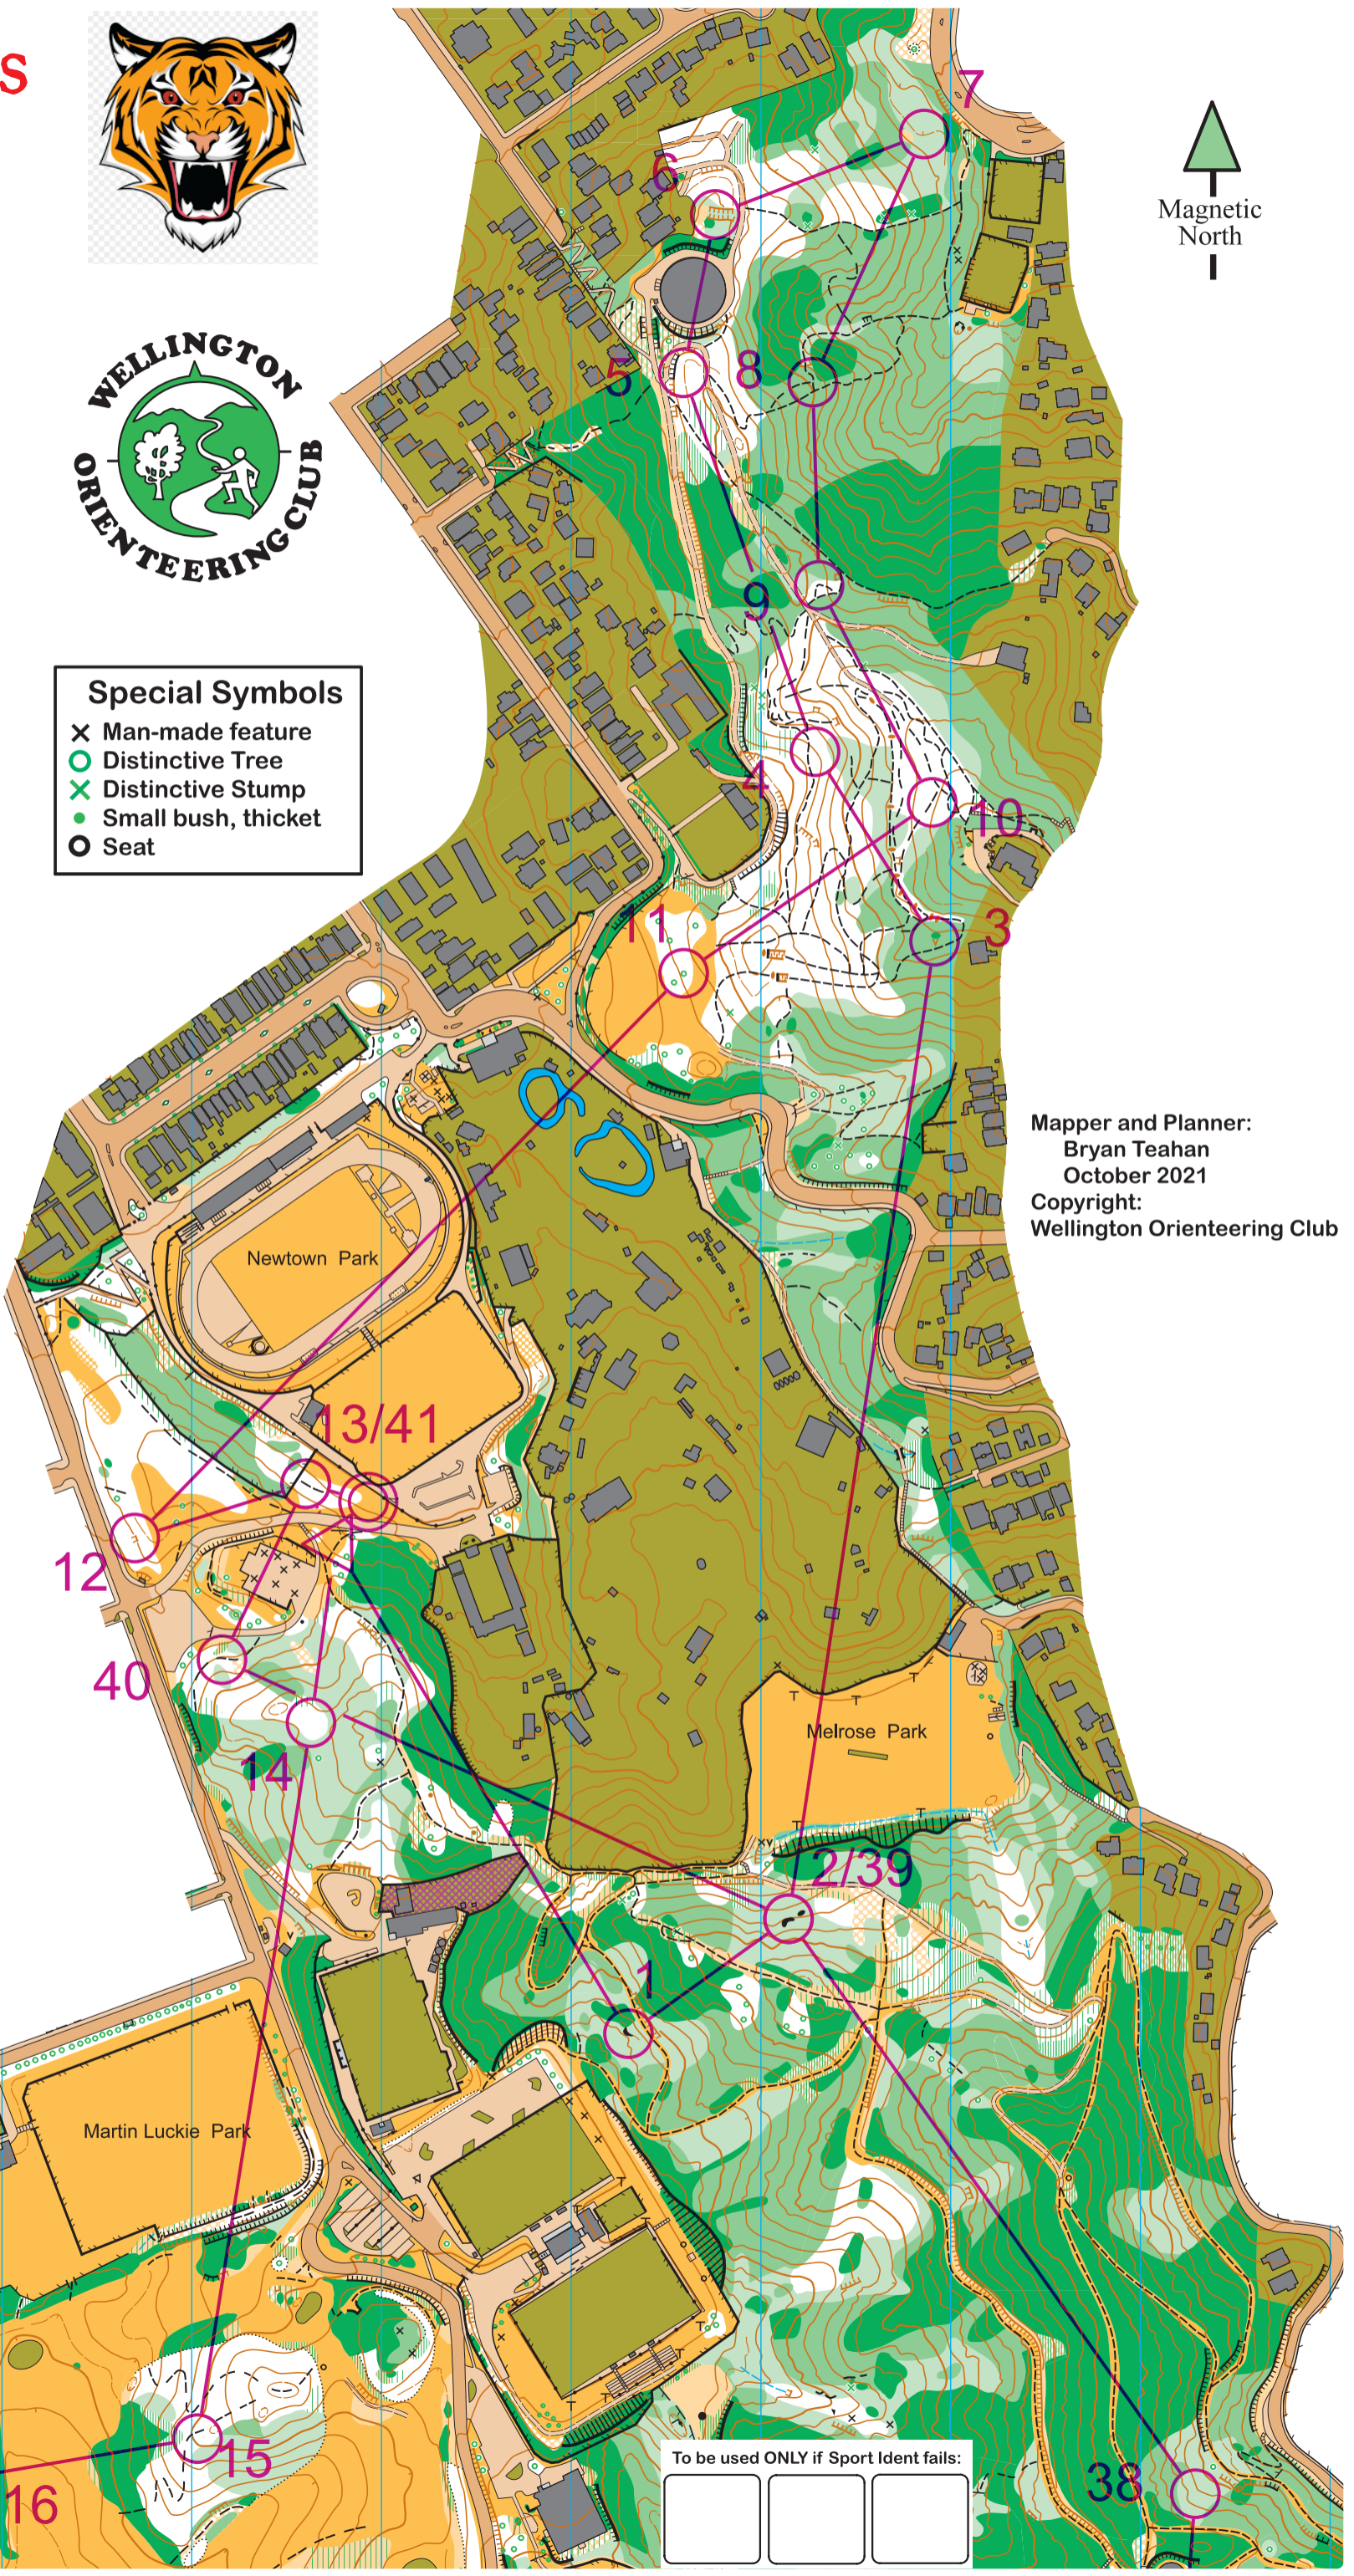 S
7
6
Magnetic
North
WELLINGTON
ORIENTEERING CLUB
5
8
9
Special Symbols
Man-made feature
Distinctive Tree
Distinctive Stump
Small bush, thicket
Seat
4
10
11
3
Mapper and Planner:
Bryan Teahan
October 2021
Copyright:
Wellington Orienteering Club
Newtown Park
13/41
12
40
Melrose Park
14
2/39
1
Martin Luckie Park
15
To be used ONLY if Sport Ident fails:
38
16